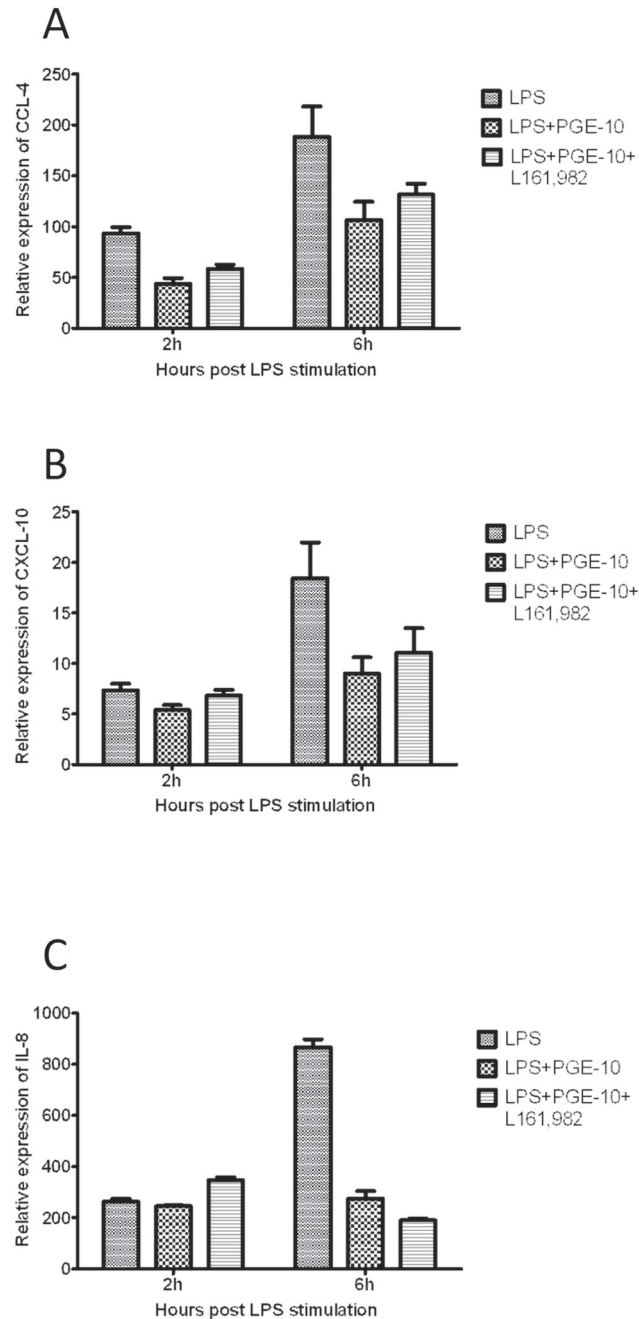 A
Relative expression of CCL-4
250
200
150
100
50
0
2h
6h
Hours post LPS stimulation
LPS
LPS+PGE-10
LPS+PGE-10+
L161,982
B
Relative expression of CXCL-10
25
20
15
10
5
0
2h
6h
Hours post LPS stimulation
LPS
LPS+PGE-10
LPS+PGE-10+
L161,982
C
Relative expression of IL-8
1000
800
600
400
200
0
2h
6h
Hours post LPS stimulation
LPS
LPS+PGE-10
LPS+PGE-10+
L161,982